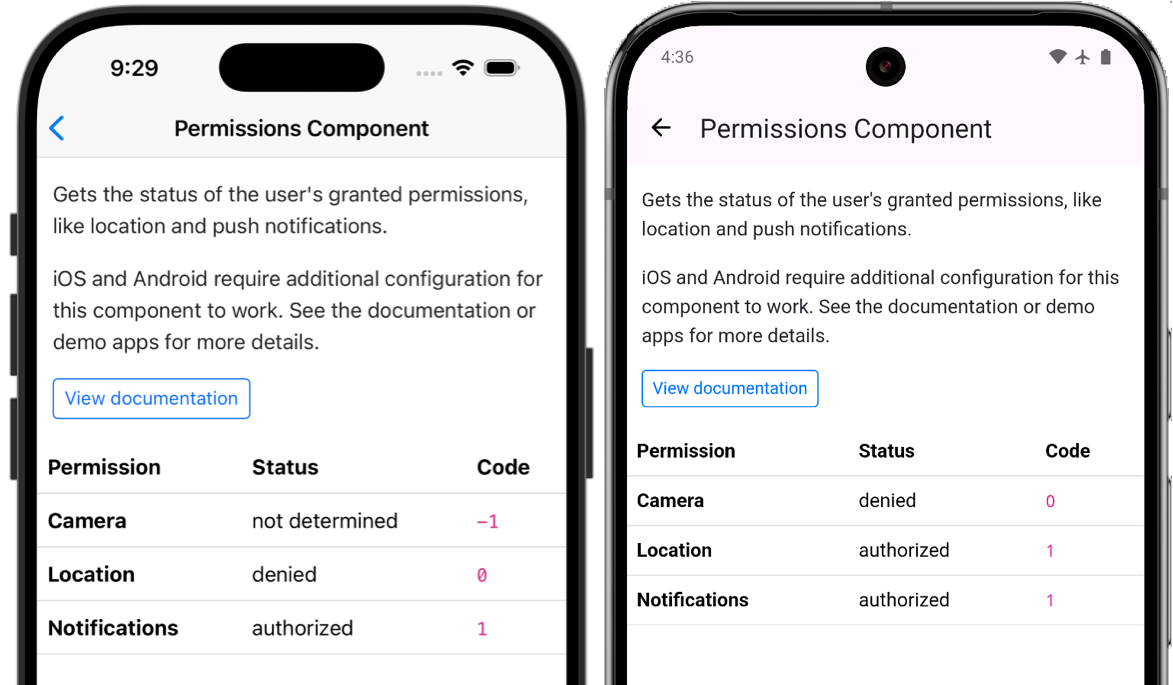 9:29
Permissions Component
Gets the status of the user's granted permissions,
like location and push notifications.
iOS and Android require additional configuration for
this component to work. See the documentation or
demo apps for more details.
View documentation
Permission Status Code
Camera not determined -1
Location denied 0
Notifications authorized 1
4:36
Permissions Component
Gets the status of the user's granted permissions, like
location and push notifications.
iOS and Android require additional configuration for this
component to work. See the documentation or demo
apps for more details.
View documentation
Permission Status Code
Camera denied 0
Location authorized 1
Notifications authorized 1